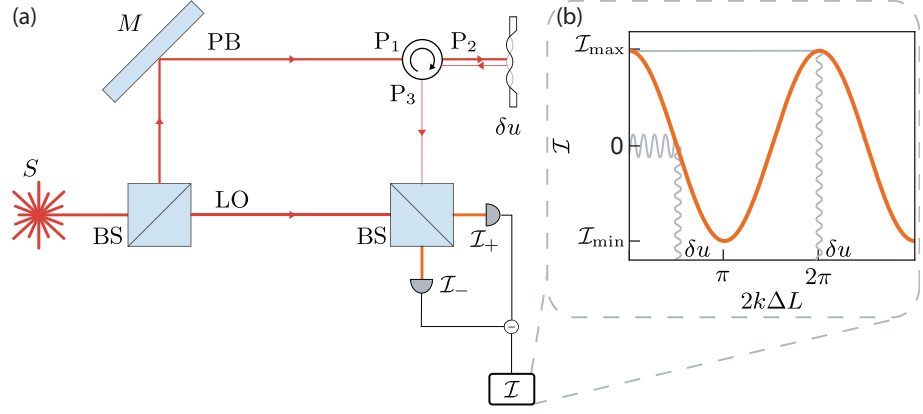 (a)
M
PB
P₁
P₂
P₃
δu
S
BS
LO
BS
𝓘₊
𝓘₋
−
𝓘
(b)
𝓘max
𝓘
0
𝓘min
δu
δu
π
2π
2kΔL